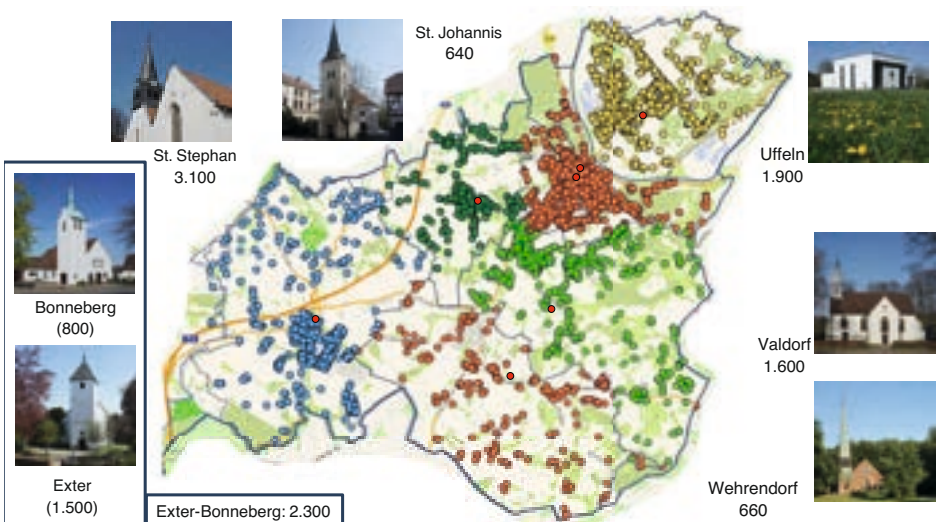 St. Johannis
640
St. Stephan
3.100
Uffeln
1.900
Bonneberg
(800)
Valdorf
1.600
Exter
(1.500)
Wehrendorf
660
Exter-Bonneberg: 2.300